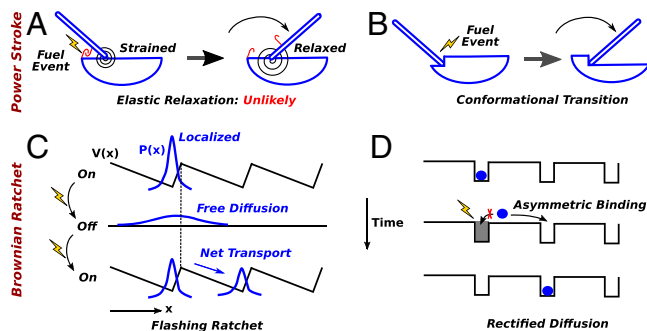 Power Stroke
A
Fuel
Event
Strained
Relaxed
Elastic Relaxation: Unlikely
B
Fuel
Event
Conformational Transition
Brownian Ratchet
C
Localized
V(x)
P(x)
On
Free Diffusion
Off
Net Transport
On
x
Flashing Ratchet
D
Time
Asymmetric Binding
Rectified Diffusion